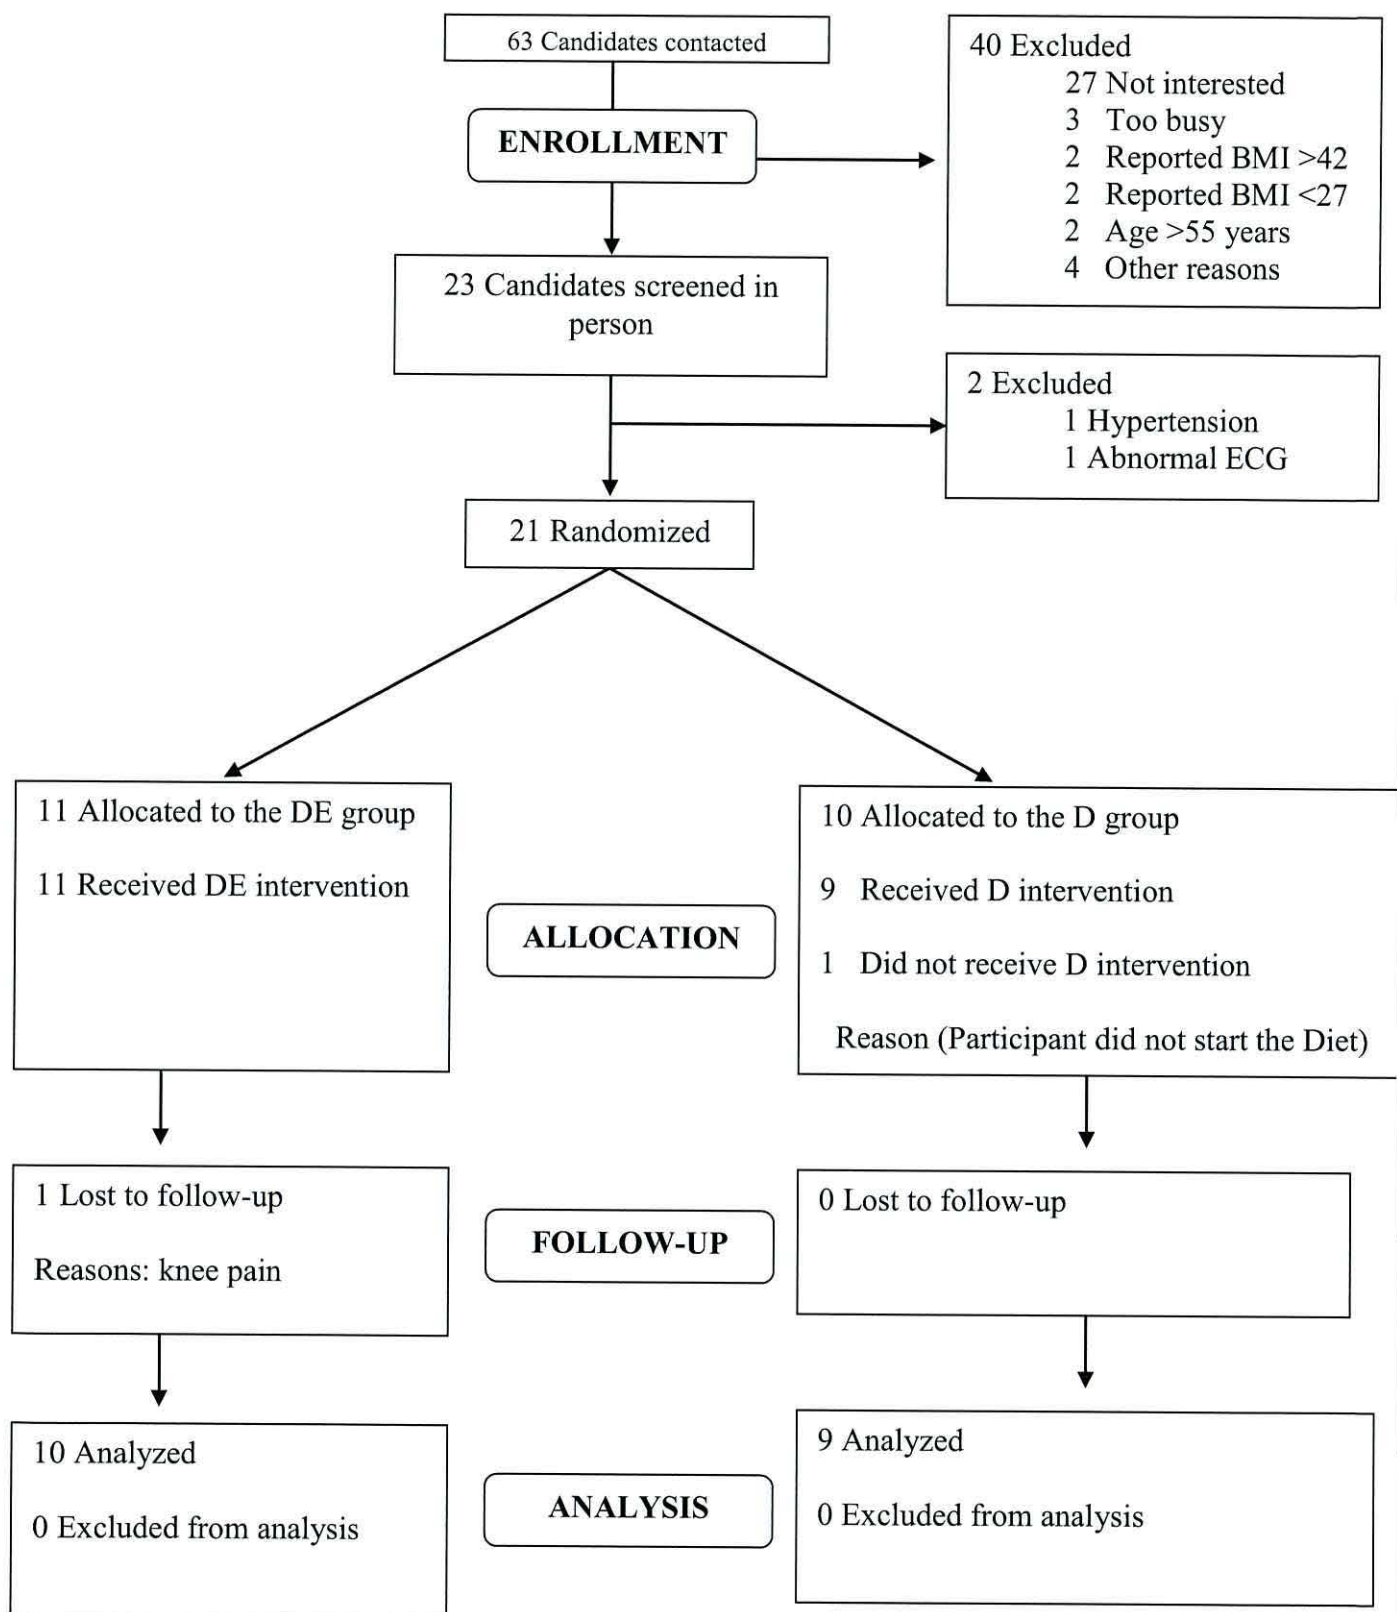 63 Candidates contacted
40 Excluded
27 Not interested
3 Too busy
2 Reported BMI >42
2 Reported BMI <27
2 Age >55 years
4 Other reasons
ENROLLMENT
23 Candidates screened in
person
2 Excluded
1 Hypertension
1 Abnormal ECG
21 Randomized
11 Allocated to the DE group
11 Received DE intervention
ALLOCATION
10 Allocated to the D group
9 Received D intervention
1 Did not receive D intervention
Reason (Participant did not start the Diet)
1 Lost to follow-up
Reasons: knee pain
FOLLOW-UP
0 Lost to follow-up
10 Analyzed
0 Excluded from analysis
ANALYSIS
9 Analyzed
0 Excluded from analysis